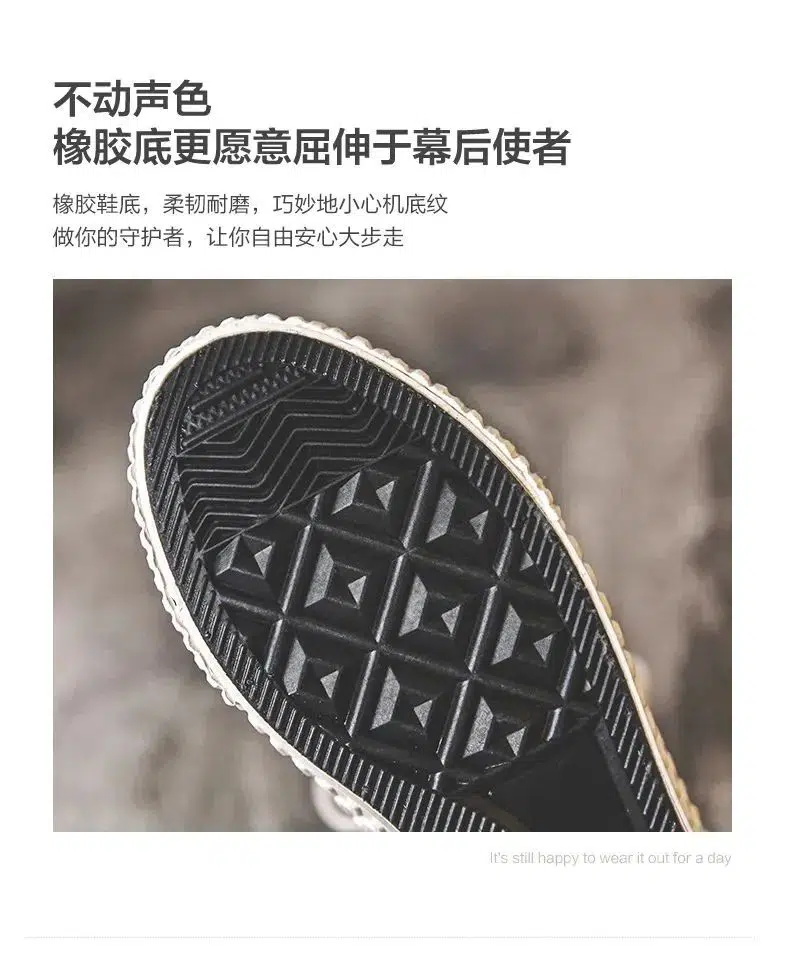 不动声色
橡胶底更愿意屈伸于幕后使者
橡胶鞋底，柔韧耐磨，巧妙地小心机底纹
做你的守护者，让你自由安心大步走
It's still happy to wear it out for a day